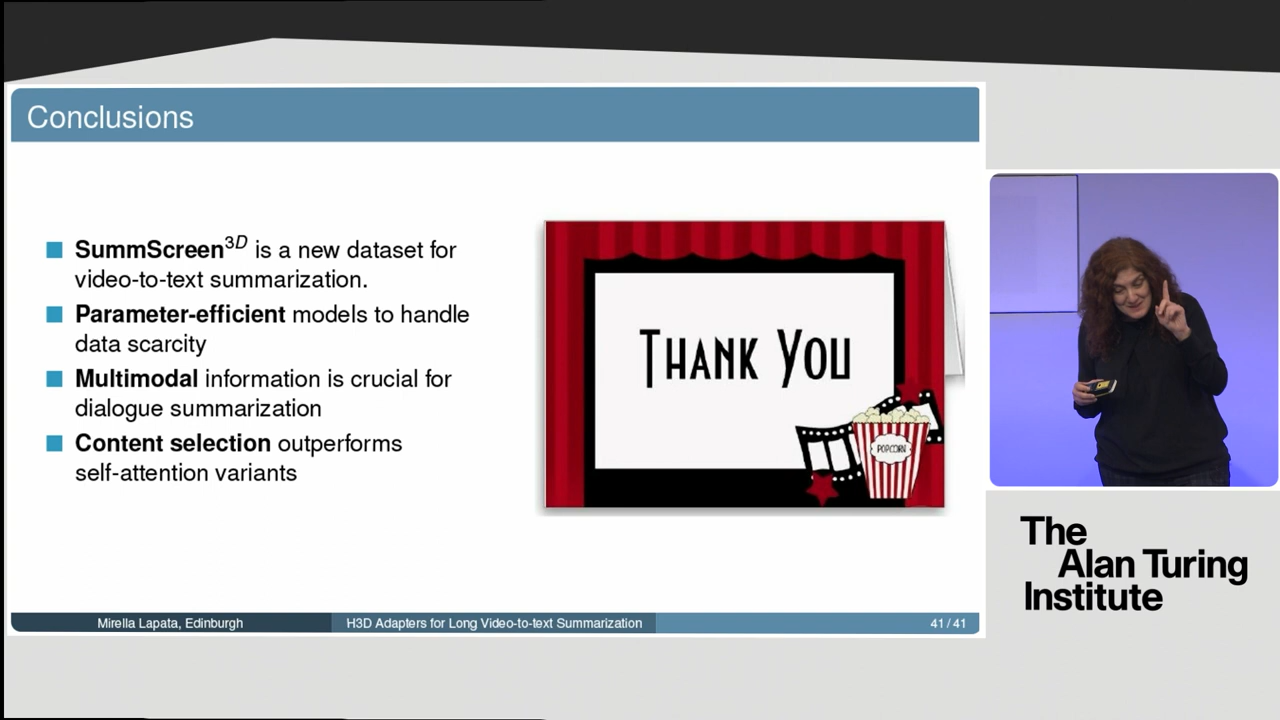 Conclusions
SummScreen3D is a new dataset for
video-to-text summarization.
Parameter-efficient models to handle
data scarcity
Multimodal information is crucial for
dialogue summarization
Content selection outperforms
self-attention variants
THANK YOU
POPCORN
Mirella Lapata, Edinburgh
H3D Adapters for Long Video-to-text Summarization
41 / 41
The
Alan Turing
Institute